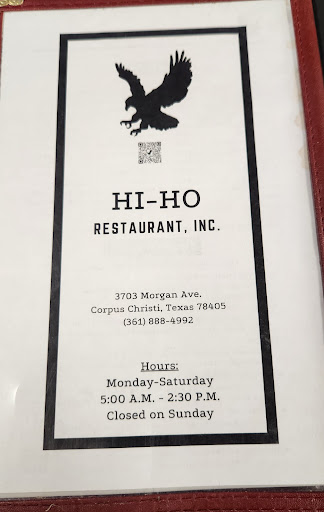 HI-HO
RESTAURANT, INC.
3703 Morgan Ave.
Corpus Christi, Texas 78405
(361) 888-4992
Hours:
Monday-Saturday
5:00 A.M. - 2:30 P.M.
Closed on Sunday